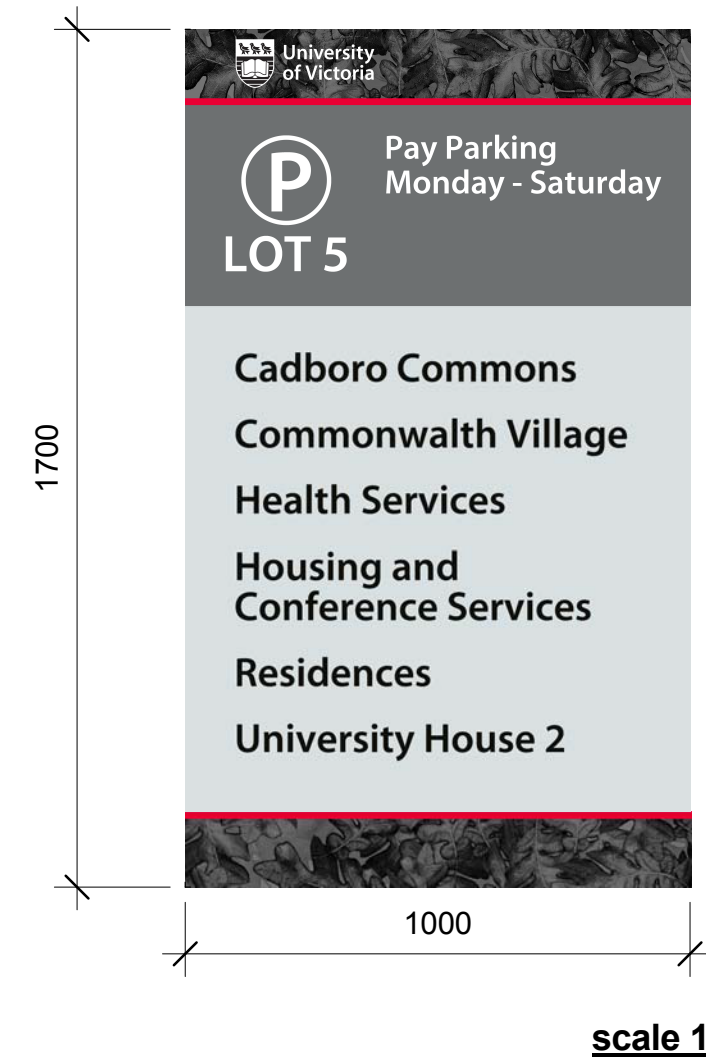 University
of Victoria
P
LOT 5
Pay Parking
Monday - Saturday
Cadboro Commons
Commonwalth Village
Health Services
Housing and
Conference Services
Residences
University House 2
1700
1000
scale 1